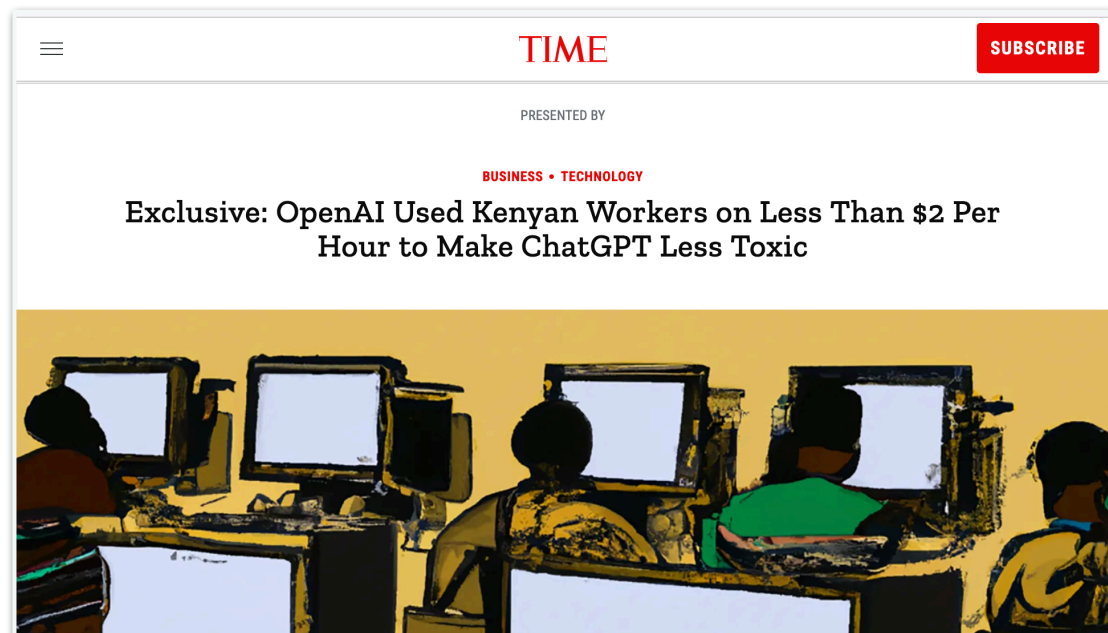 TIME
SUBSCRIBE
PRESENTED BY
BUSINESS • TECHNOLOGY
Exclusive: OpenAI Used Kenyan Workers on Less Than $2 Per
Hour to Make ChatGPT Less Toxic